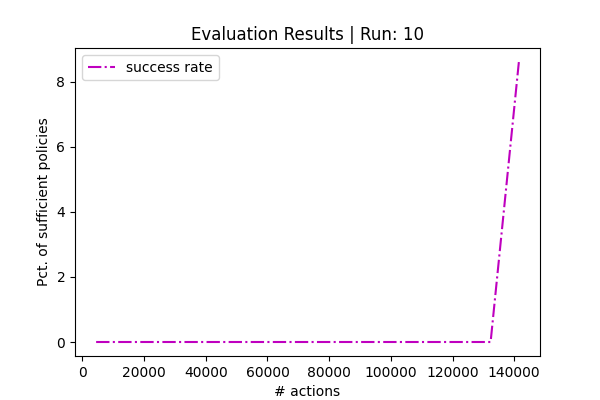 Evaluation Results | Run: 10
success rate
Pct. of sufficient policies
8
6
4
2
0
0 20000 40000 60000 80000 100000 120000 140000
# actions